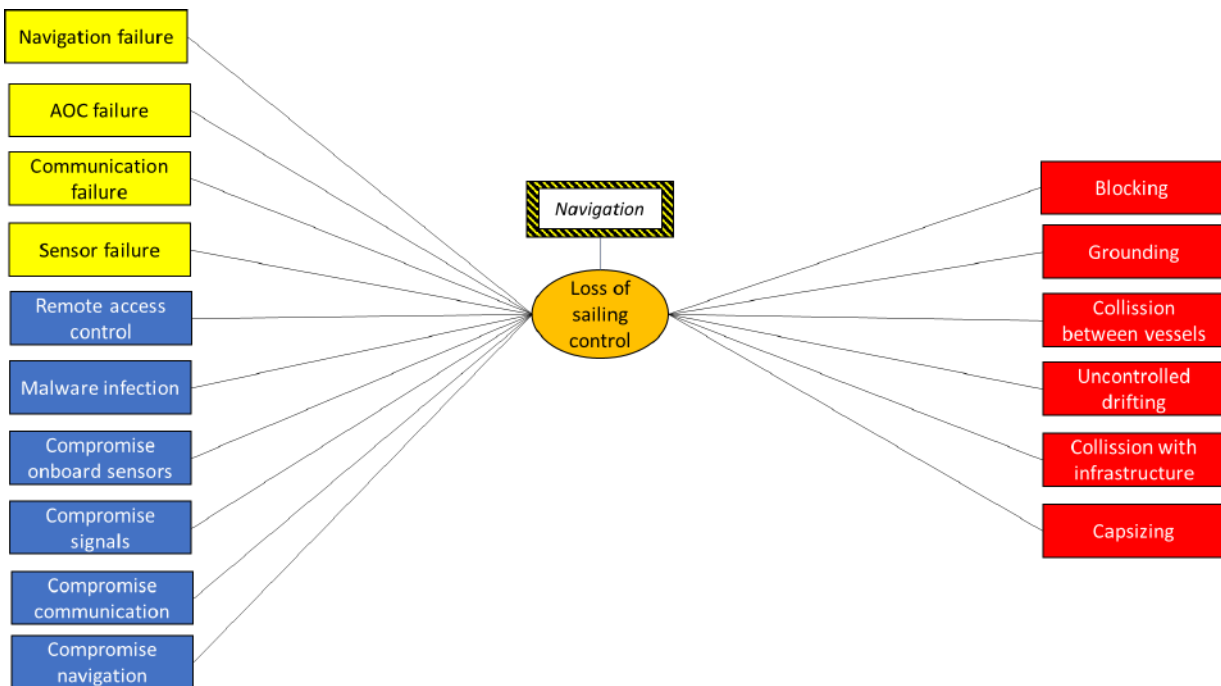 Navigation failure
AOC failure
Communication
failure
Sensor failure
Remote access
control
Malware infection
Compromise
onboard sensors
Compromise
signals
Compromise
communication
Compromise
navigation
Navigation
Loss of
sailing
control
Blocking
Grounding
Collission
between vessels
Uncontrolled
drifting
Collission with
infrastructure
Capsizing